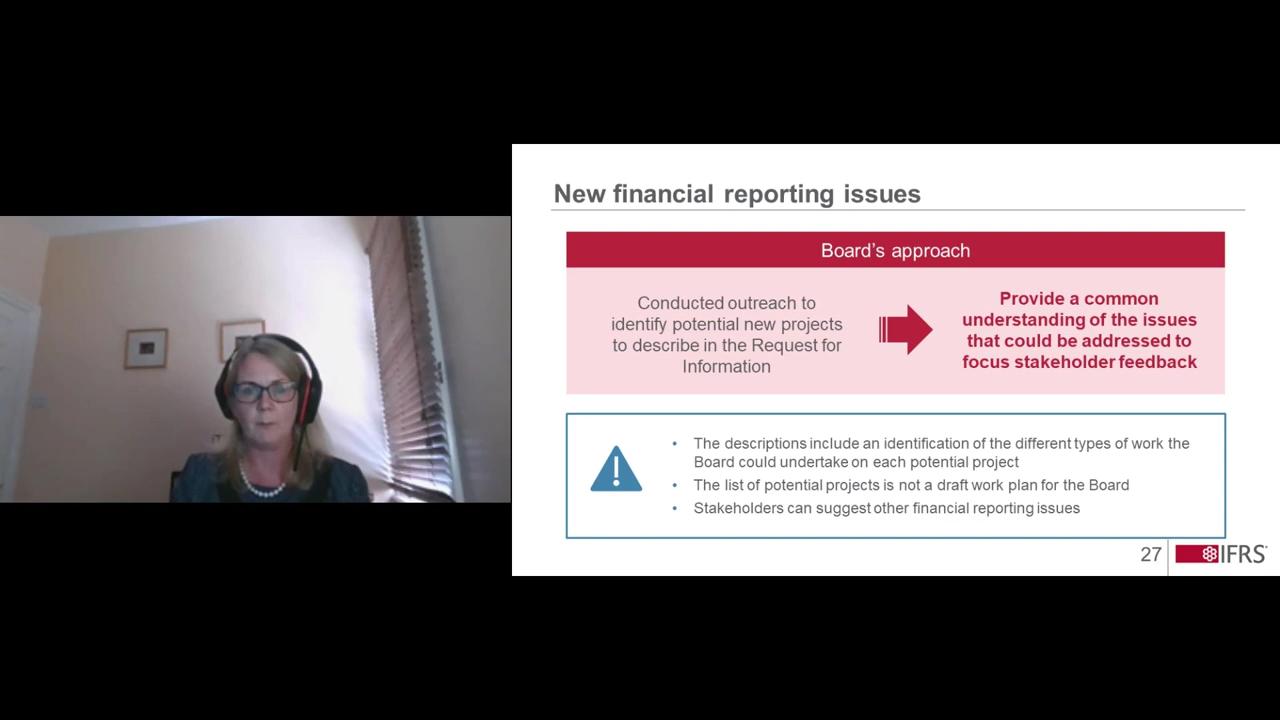 New financial reporting issues
Board's approach
Conducted outreach to
identify potential new projects
to describe in the Request for
Information
Provide a common
understanding of the issues
that could be addressed to
focus stakeholder feedback
• The descriptions include an identification of the different types of work the
Board could undertake on each potential project
• The list of potential projects is not a draft work plan for the Board
• Stakeholders can suggest other financial reporting issues
27
IFRS